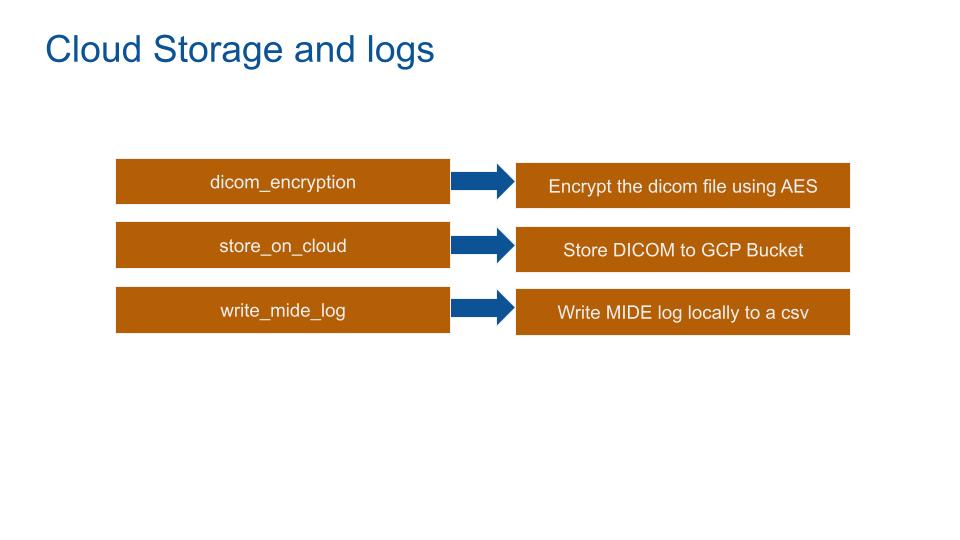 Cloud Storage and logs
dicom_encryption
Encrypt the dicom file using AES
store_on_cloud
Store DICOM to GCP Bucket
write_mide_log
Write MIDE log locally to a csv